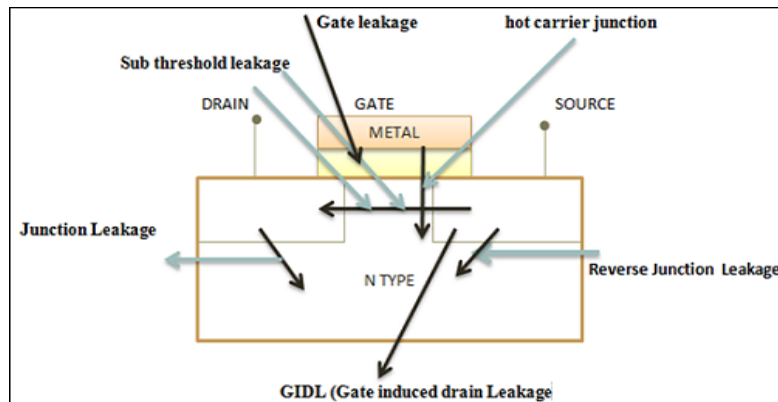 Gate leakage
hot carrier junction
Sub threshold leakage
DRAIN
GATE
SOURCE
METAL
Junction Leakage
N TYPE
Reverse Junction Leakage
GIDL (Gate induced drain Leakage